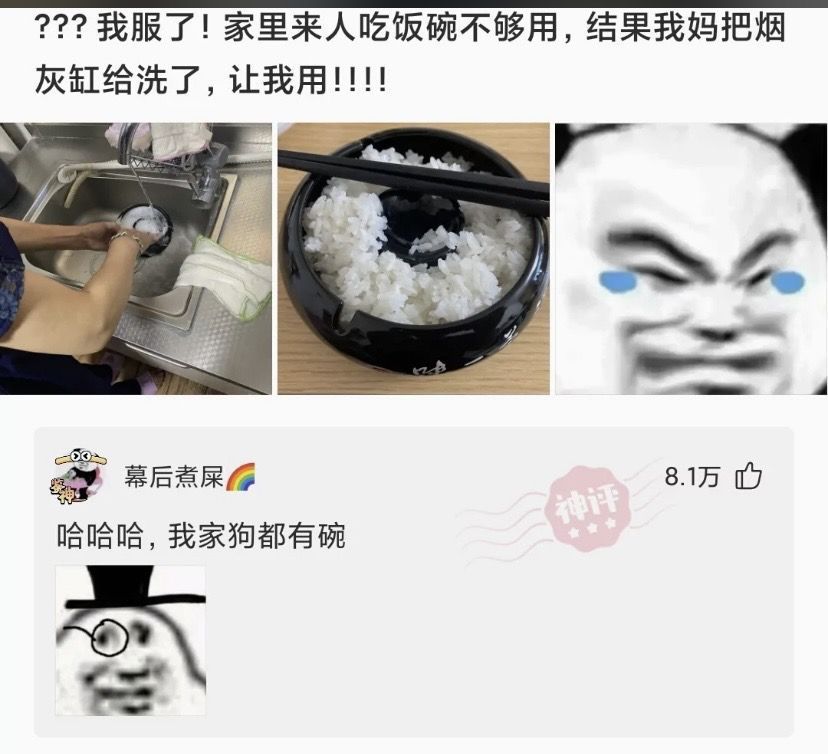 ??? 我服了! 家里来人吃饭碗不够用, 结果我妈把烟
灰缸给洗了, 让我用!!!!
幕后煮屎🌈
8.1万
神评
哈哈哈, 我家狗都有碗
鉴神